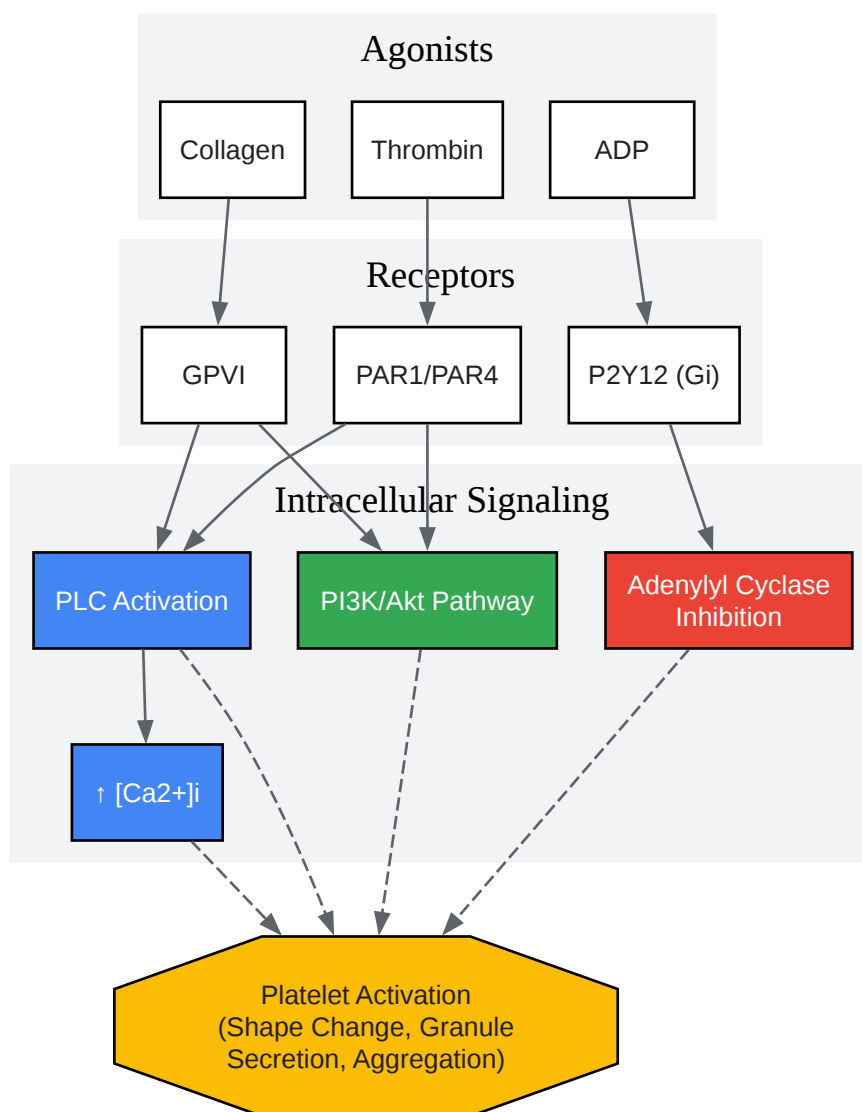 Agonists
Collagen
Thrombin
ADP
Receptors
GPVI
PAR1/PAR4
P2Y12 (Gi)
Intracellular Signaling
PLC Activation
PI3K/Akt Pathway
Adenylyl Cyclase
Inhibition
↑ [Ca2+]i
Platelet Activation
(Shape Change, Granule
Secretion, Aggregation)